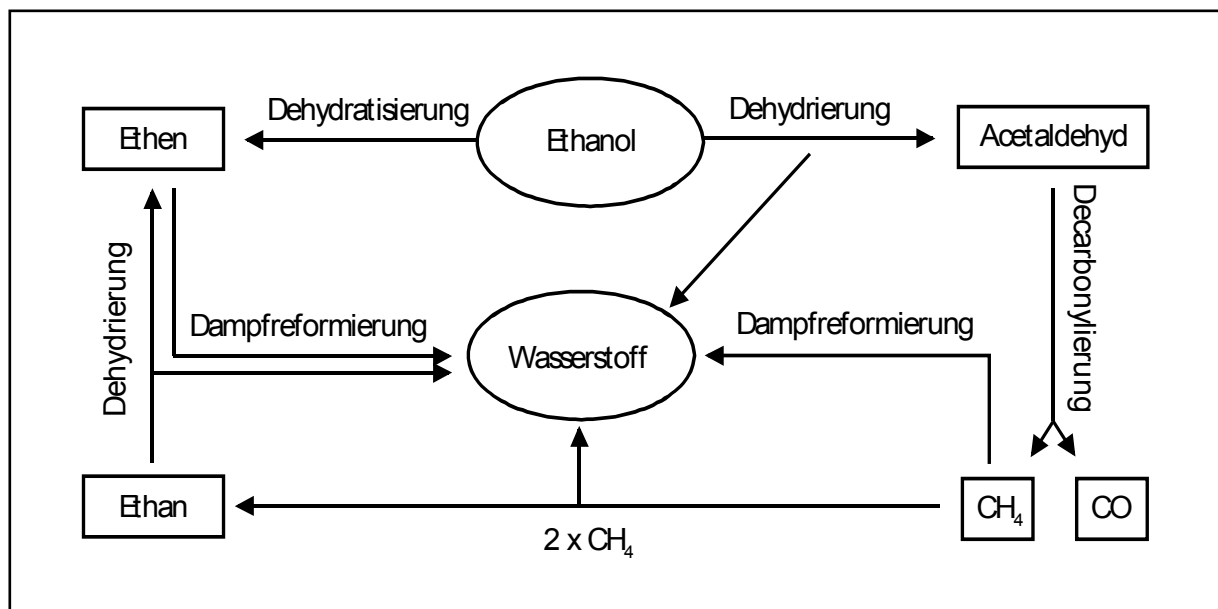 Dehydratisierung
Dehydrierung
Ethen
Ethanol
Acetaldehyd
Dehydrierung
Dampfreformierung
Wasserstoff
Dampfreformierung
Decarbonylierung
Ethan
2 x CH₄
CH₄
CO